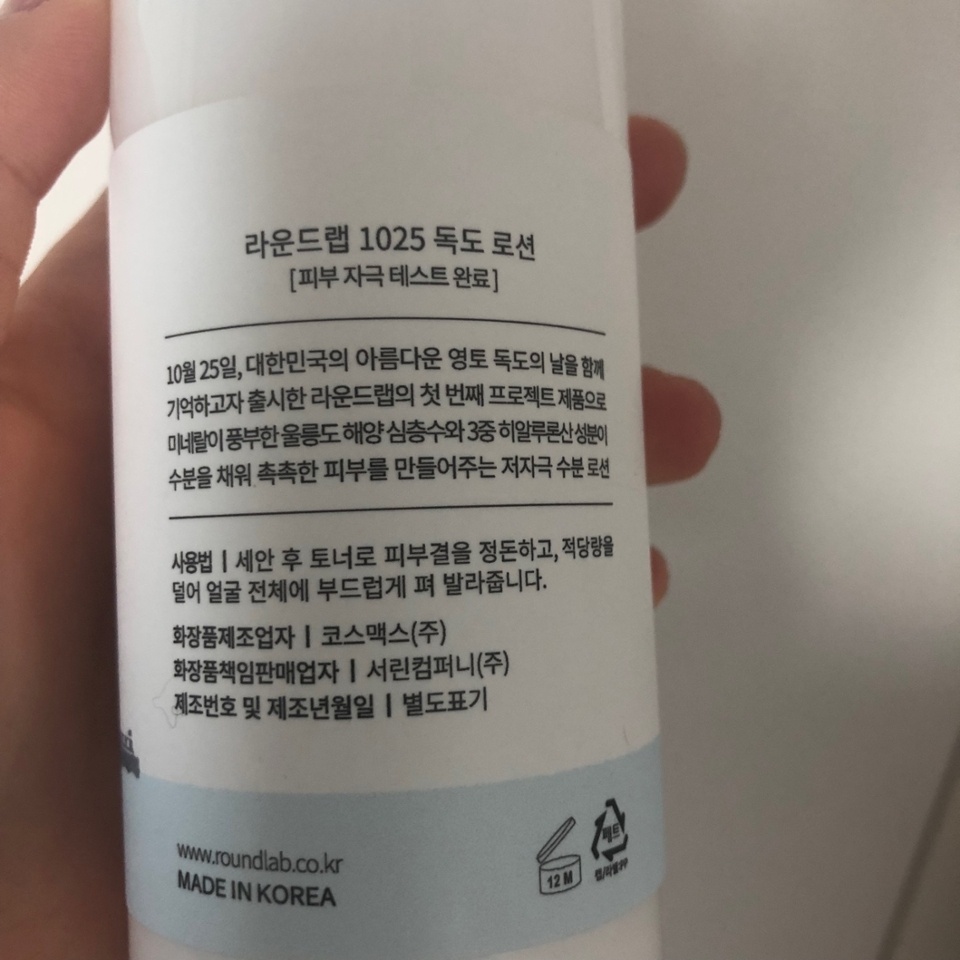 라운드랩 1025 독도 로션
[피부 자극 테스트 완료]
10월 25일, 대한민국의 아름다운 영토 독도의 날을 함께
기억하고자 출시한 라운드랩의 첫 번째 프로젝트 제품으로
미네랄이 풍부한 울릉도 해양 심층수와 3중 히알루론산 성분이
수분을 채워 촉촉한 피부를 만들어주는 저자극 수분 로션
사용법 | 세안 후 토너로 피부결을 정돈하고, 적당량을
덜어 얼굴 전체에 부드럽게 펴 발라줍니다.
화장품제조업자 | 코스맥스(주)
화장품책임판매업자 | 서린컴퍼니(주)
제조번호 및 제조년월일 | 별도표기
www.roundlab.co.kr
MADE IN KOREA
12 M
페트